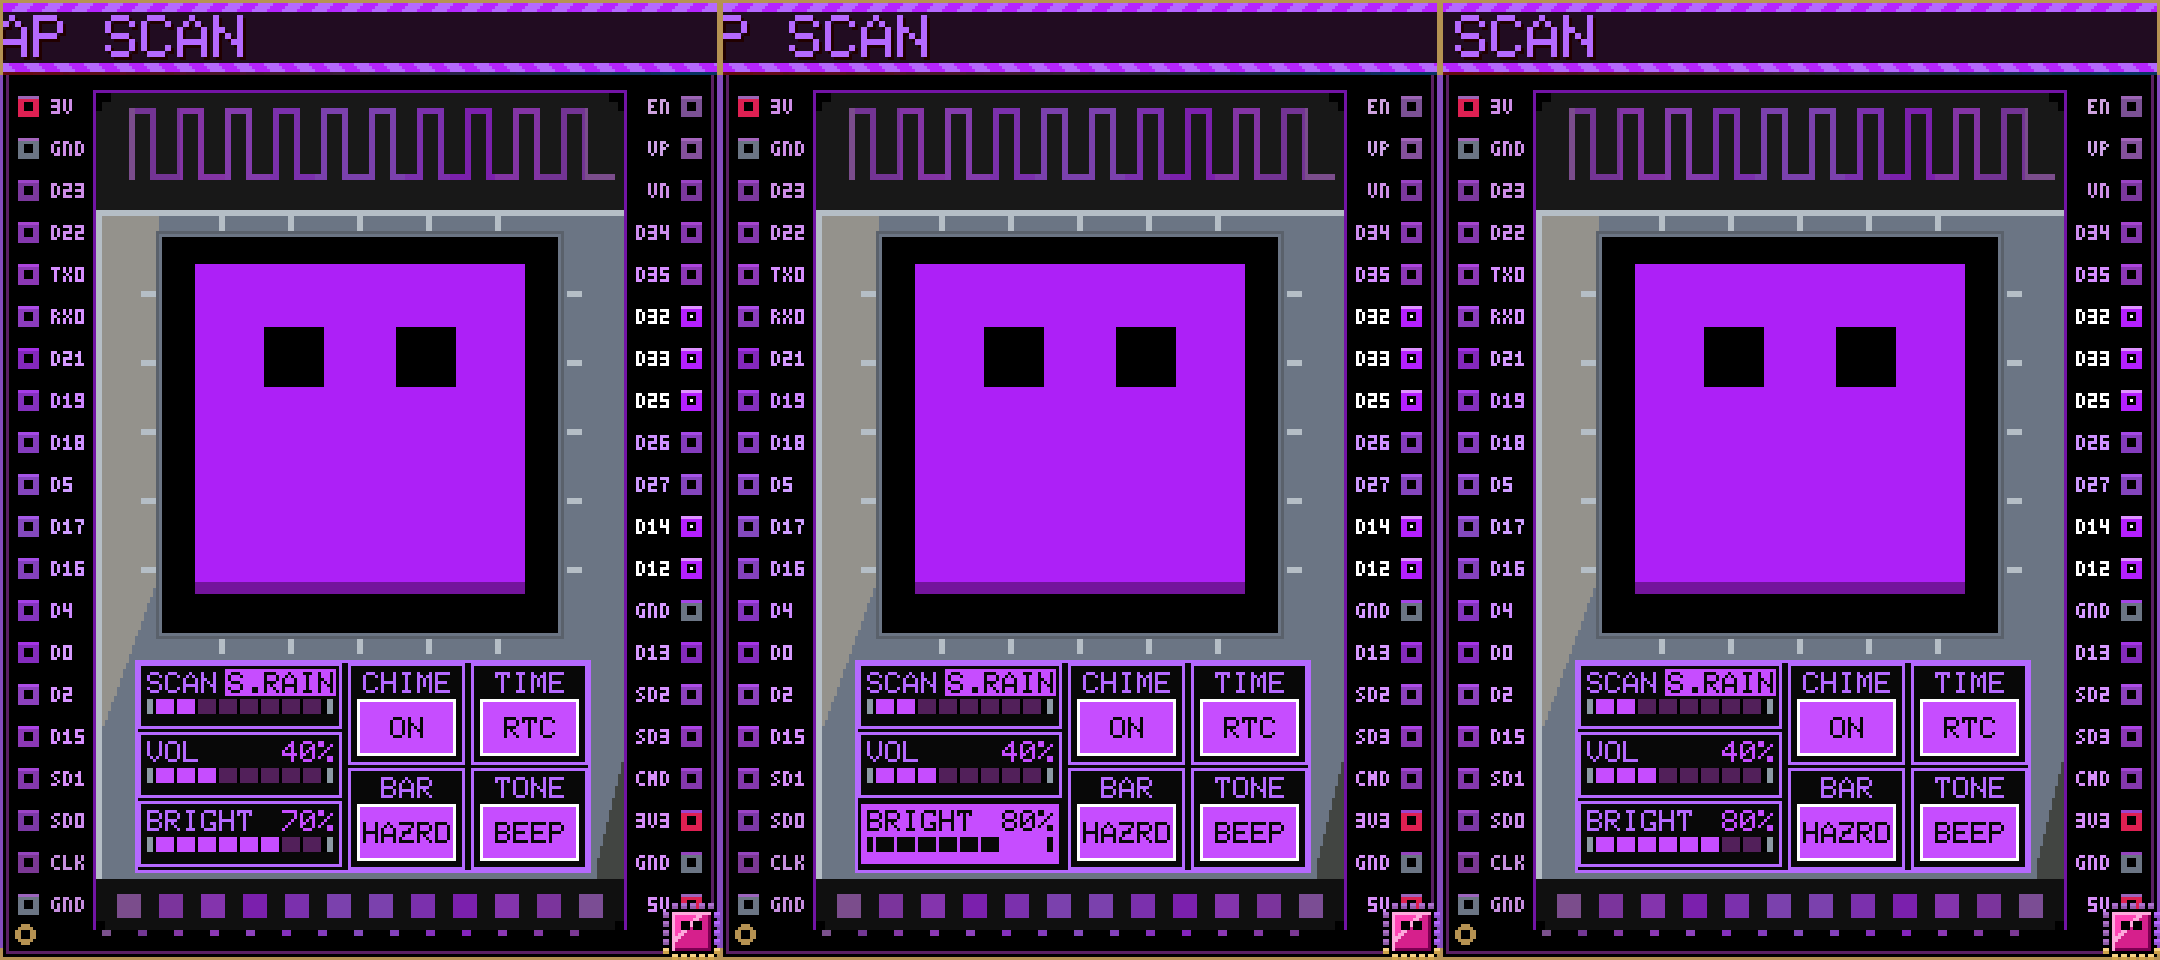 AP SCAN
3V
GND
D23
D22
TX0
RX0
D21
D19
D18
D5
D17
D16
D4
D0
D2
D15
SD1
SD0
CLK
GND
EN
VP
VN
D34
D35
D32
D33
D25
D26
D27
D14
D12
GND
D13
SD2
SD3
CMD
3V3
GND
5V
SCAN S.RAIN
VOL 40%
BRIGHT 70%
CHIME
ON
TIME
RTC
BAR
HAZRD
TONE
BEEP
P SCAN
3V
GND
D23
D22
TX0
RX0
D21
D19
D18
D5
D17
D16
D4
D0
D2
D15
SD1
SD0
CLK
GND
EN
VP
VN
D34
D35
D32
D33
D25
D26
D27
D14
D12
GND
D13
SD2
SD3
CMD
3V3
GND
5V
SCAN S.RAIN
VOL 40%
BRIGHT 80%
CHIME
ON
TIME
RTC
BAR
HAZRD
TONE
BEEP
SCAN
3V
GND
D23
D22
TX0
RX0
D21
D19
D18
D5
D17
D16
D4
D0
D2
D15
SD1
SD0
CLK
GND
EN
VP
VN
D34
D35
D32
D33
D25
D26
D27
D14
D12
GND
D13
SD2
SD3
CMD
3V3
GND
5V
SCAN S.RAIN
VOL 40%
BRIGHT 80%
CHIME
ON
TIME
RTC
BAR
HAZRD
TONE
BEEP